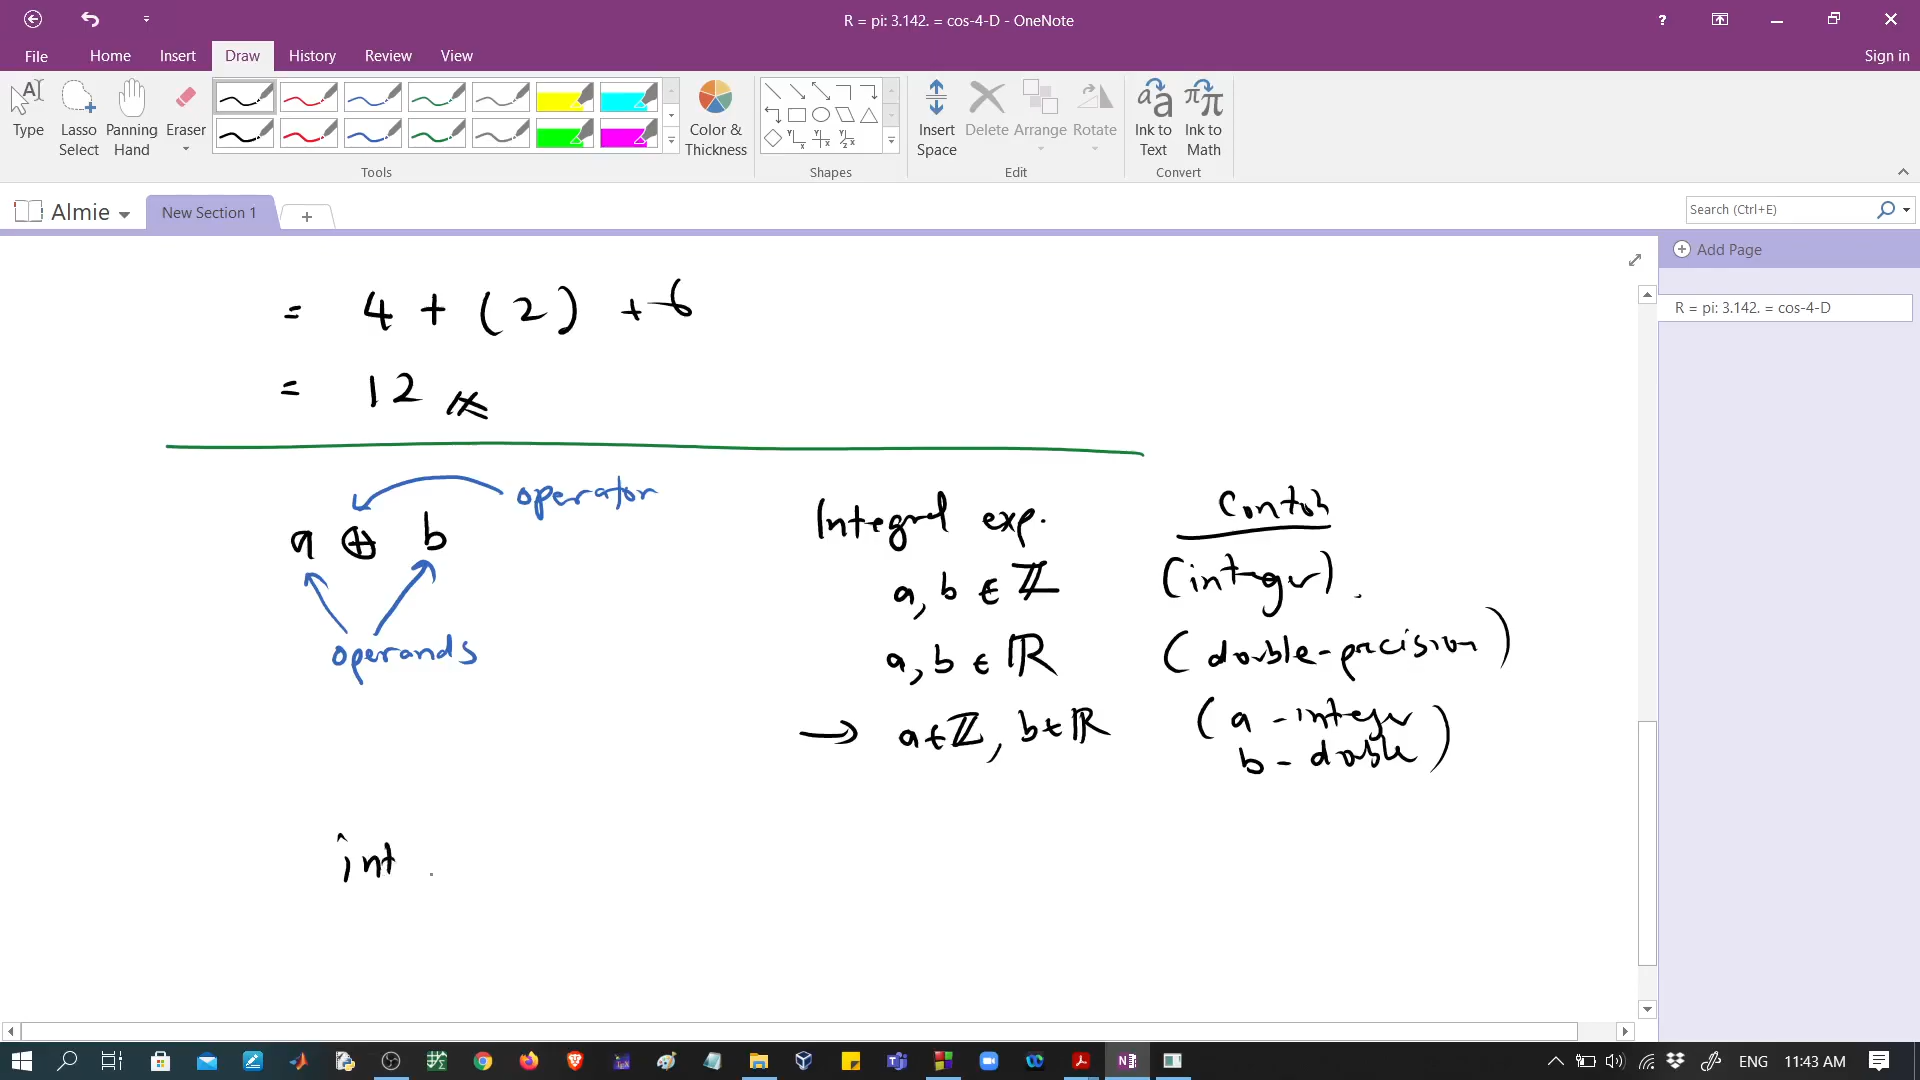 R = pi: 3.142. = cos-4-D - OneNote
File Home Insert Draw History Review View Sign in
Type Lasso Select Panning Hand Eraser Color & Thickness Insert Space Delete Arrange Rotate Ink to Text Ink to Math
Tools Shapes Edit Convert
Almie New Section 1 + Search (Ctrl+E)
Add Page
R = pi: 3.142. = cos-4-D
= 4 + (2) + 6
= 12
operator
a ⊕ b
operands
Integral exp. Contoh
a, b ∈ ℤ (integer)
a, b ∈ ℝ (double-precision)
→ a ∈ ℤ, b ∈ ℝ (a - integer
b - double)
int
ENG 11:43 AM